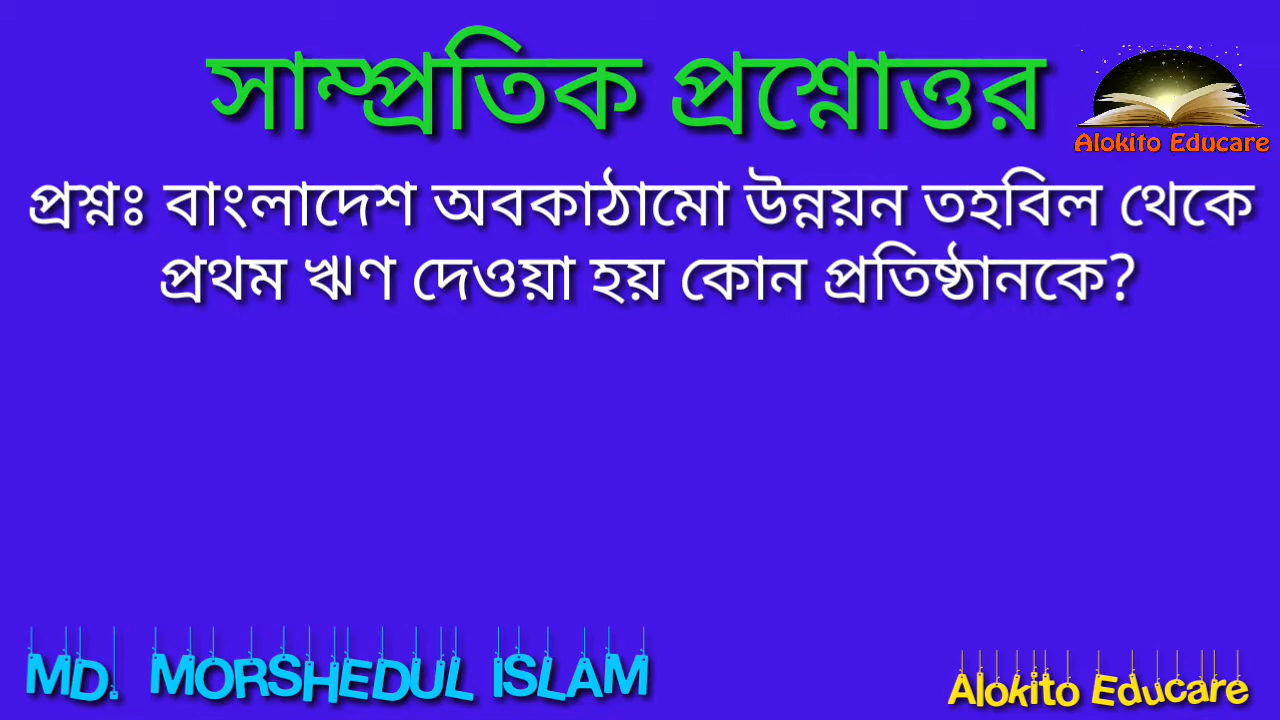 সাম্প্রতিক প্রশ্নোত্তর
Alokito Educare
প্রশ্নঃ বাংলাদেশ অবকাঠামো উন্নয়ন তহবিল থেকে
প্রথম ঋণ দেওয়া হয় কোন প্রতিষ্ঠানকে?
MD. MORSHEDUL ISLAM
Alokito Educare